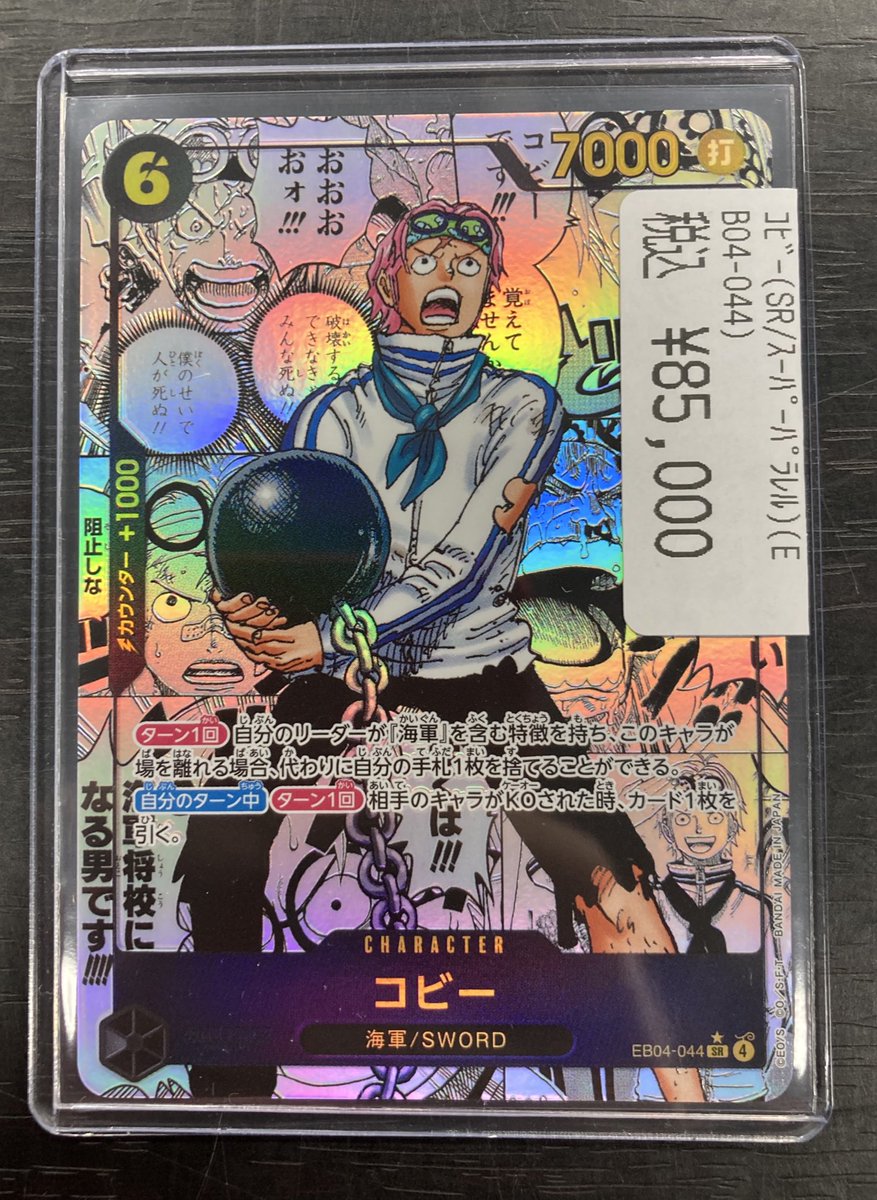 6
7000 打
おおお
おォ!!!
コビー
です!!!
覚えて
ませんか
破壊する
できなきゃ
みんな死ぬ!!
僕のせいで
人が死ぬ!!
カウンター +1000
阻止しな
ｺﾋﾞｰ(SR/ｽｰﾊﾟｰﾊﾟﾗﾚﾙ)(E
B04-044)
税込 ¥85,000
ターン1回 自分のリーダーが『海軍』を含む特徴を持ち、このキャラが
場を離れる場合、代わりに自分の手札1枚を捨てることができる。
自分のターン中 ターン1回 相手のキャラがKOされた時、カード1枚を
引く。
は!!!
海軍将校に
なる男です!!!!
CHARACTER
コビー
海軍/SWORD
EB04-044 SR 4
©EO/S ©O/S,F,T BANDAI MADE IN JAPAN